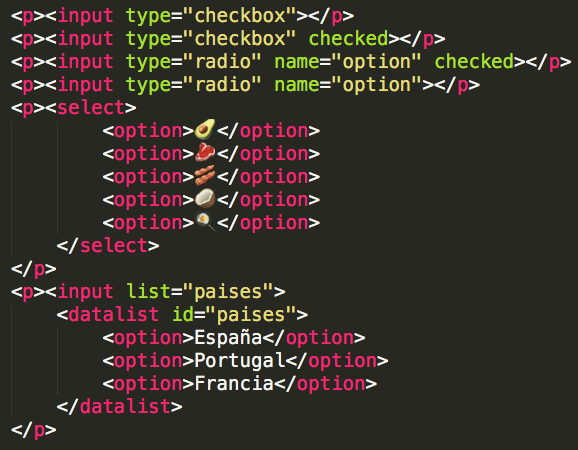 <p><input type="checkbox"></p>
<p><input type="checkbox" checked></p>
<p><input type="radio" name="option" checked></p>
<p><input type="radio" name="option"></p>
<p><select>
<option>🥑</option>
<option>🥩</option>
<option>🥓</option>
<option>🥥</option>
<option>🍳</option>
</select>
</p>
<p><input list="paises">
<datalist id="paises">
<option>España</option>
<option>Portugal</option>
<option>Francia</option>
</datalist>
</p>